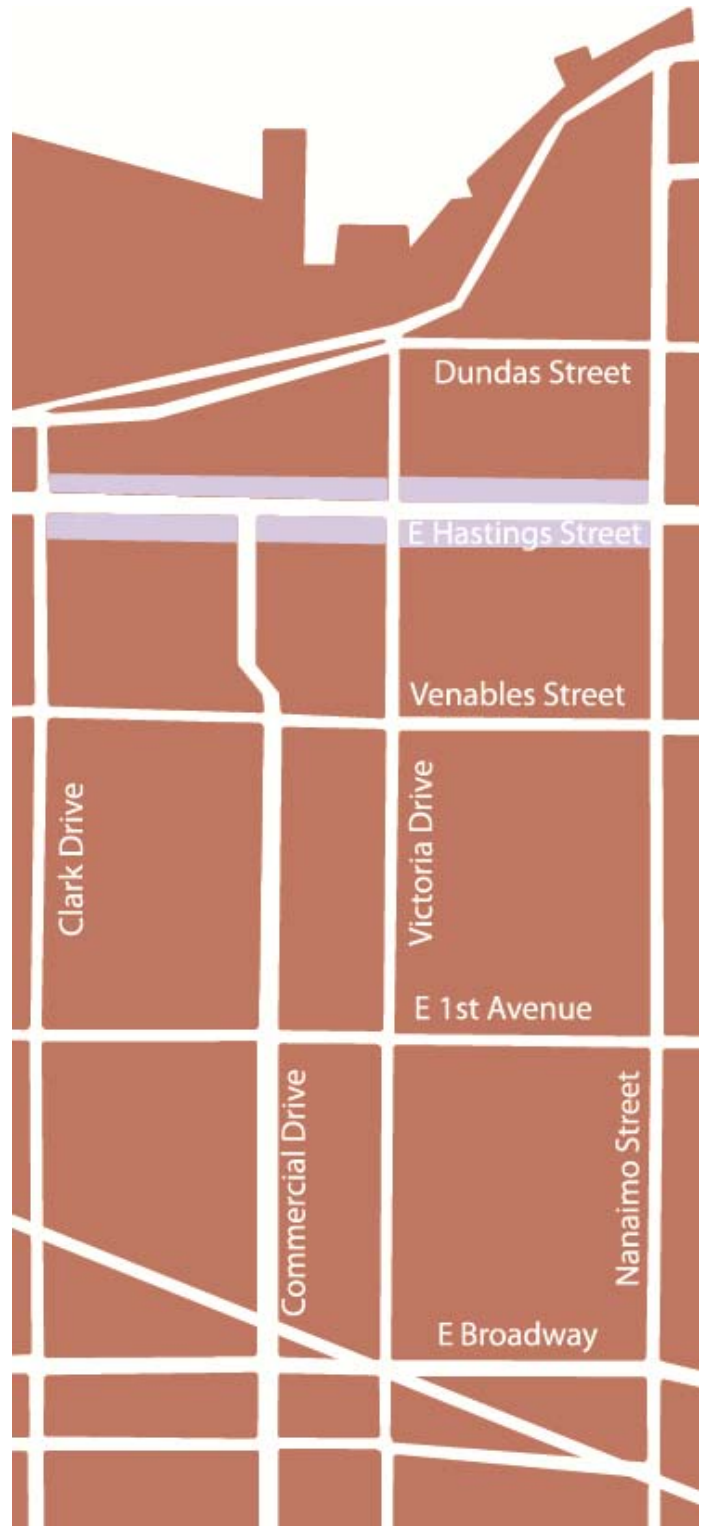 Dundas Street
E Hastings Street
Venables Street
Clark Drive
Victoria Drive
E 1st Avenue
Commercial Drive
Nanaimo Street
E Broadway